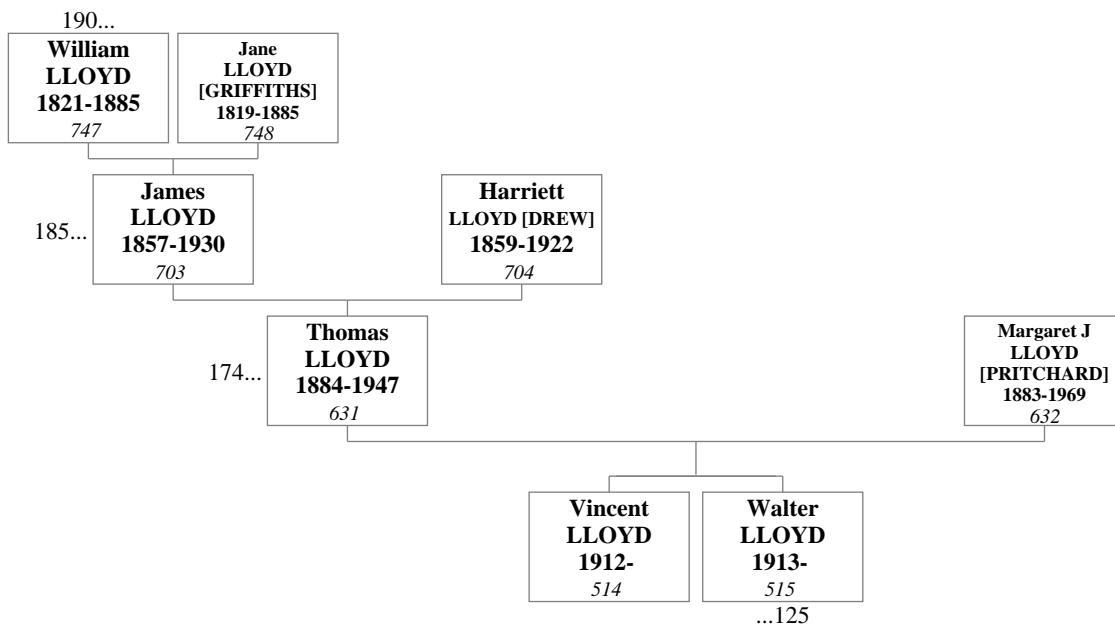 190...
William
LLOYD
1821-1885
747
Jane
LLOYD
[GRIFFITHS]
1819-1885
748
185...
James
LLOYD
1857-1930
703
Harriett
LLOYD [DREW]
1859-1922
704
174...
Thomas
LLOYD
1884-1947
631
Margaret J
LLOYD
[PRITCHARD]
1883-1969
632
Vincent
LLOYD
1912-
514
Walter
LLOYD
1913-
515
...125